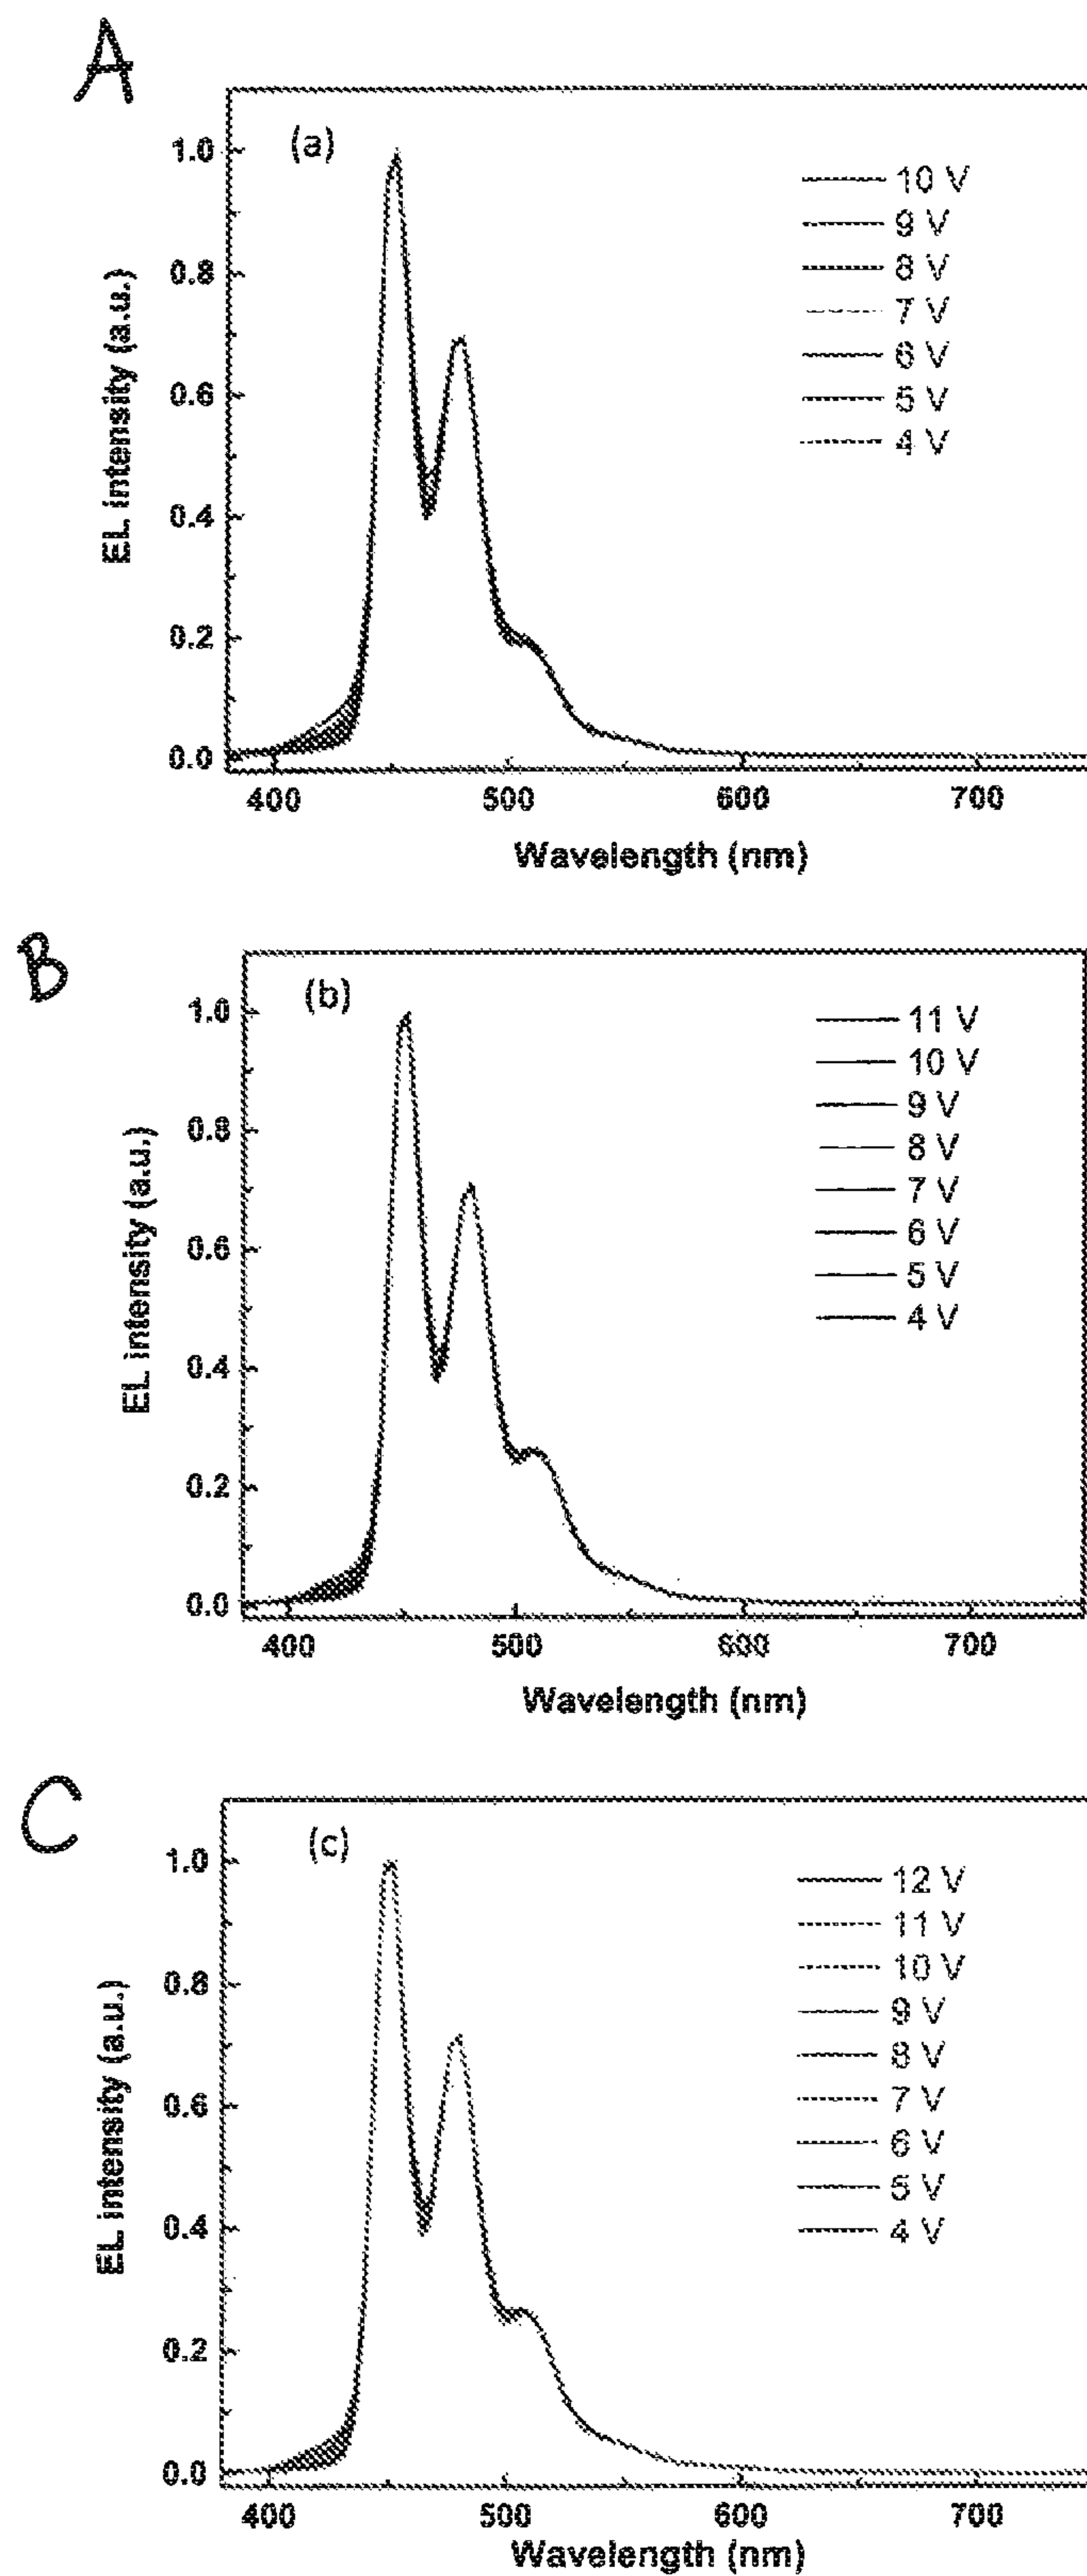 A
(a)
1.0
0.8
0.6
0.4
0.2
0.0
EL intensity (a.u.)
10 V
9 V
8 V
7 V
6 V
5 V
4 V
400 500 600 700
Wavelength (nm)
B
(b)
1.0
0.8
0.6
0.4
0.2
0.0
EL intensity (a.u.)
11 V
10 V
9 V
8 V
7 V
6 V
5 V
4 V
400 500 600 700
Wavelength (nm)
C
(c)
1.0
0.8
0.6
0.4
0.2
0.0
EL intensity (a.u.)
12 V
11 V
10 V
9 V
8 V
7 V
6 V
5 V
4 V
400 500 600 700
Wavelength (nm)